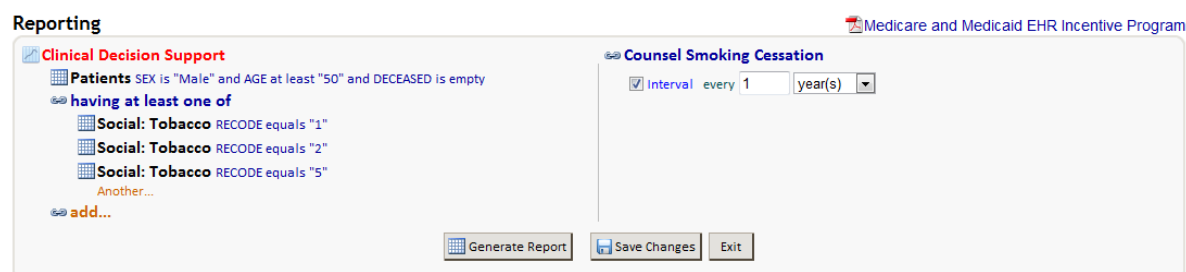 Reporting
Medicare and Medicaid EHR Incentive Program
Clinical Decision Support
Patients SEX is "Male" and AGE at least "50" and DECEASED is empty
having at least one of
Social: Tobacco RECODE equals "1"
Social: Tobacco RECODE equals "2"
Social: Tobacco RECODE equals "5"
Another...
add...
Counsel Smoking Cessation
Interval every 1 year(s)
Generate Report Save Changes Exit